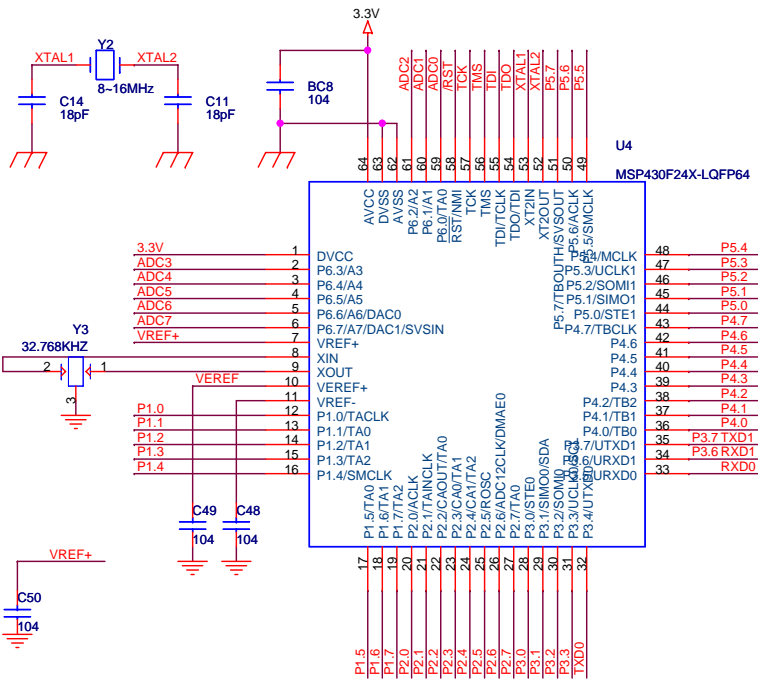 3.3V
Y2
XTAL1
XTAL2
8~16MHz
C14
18pF
C11
18pF
BC8
104
ADC2
ADC1
ADC0
/RST
TCK
TMS
TDI
TDO
XTAL1
XTAL2
P5.7
P5.6
P5.5
U4
MSP430F24X-LQFP64
64
63
62
61
60
59
58
57
56
55
54
53
52
51
50
49
AVCC
DVSS
AVSS
P6.2/A2
P6.1/A1
P6.0/TA0
RST/NMI
TCK
TMS
TDI/TCLK
TDO/TDI
XT2IN
XT2OUT
P5.7/TBOUTH/SVSOUT
P5.6/ACLK
P5.5/SMCLK
3.3V 1 DVCC
ADC3 2 P6.3/A3
ADC4 3 P6.4/A4
ADC5 4 P6.5/A5
ADC6 5 P6.6/A6/DAC0
ADC7 6 P6.7/A7/DAC1/SVSIN
VREF+ 7 VREF+
8 XIN
9 XOUT
VEREF 10 VEREF+
11 VREF-
P1.0 12 P1.0/TACLK
P1.1 13 P1.1/TA0
P1.2 14 P1.2/TA1
P1.3 15 P1.3/TA2
P1.4 16 P1.4/SMCLK
Y3
32.768KHZ
2
1
3
P5.4/MCLK 48 P5.4
P5.3/UCLK1 47 P5.3
P5.2/SOMI1 46 P5.2
P5.1/SIMO1 45 P5.1
P5.0/STE1 44 P5.0
P4.7/TBCLK 43 P4.7
P4.6 42 P4.6
P4.5 41 P4.5
P4.4 40 P4.4
P4.3 39 P4.3
P4.2/TB2 38 P4.2
P4.1/TB1 37 P4.1
P4.0/TB0 36 P4.0
P3.7/UTXD1 35 P3.7 TXD1
P3.6/URXD1 34 P3.6 RXD1
P3.5/URXD0 33 RXD0
P1.5/TA0
P1.6/TA1
P1.7/TA2
P2.0/ACLK
P2.1/TAINCLK
P2.2/CAOUT/TA0
P2.3/CA0/TA1
P2.4/CA1/TA2
P2.5/ROSC
P2.6/ADC12CLK/DMAE0
P2.7/TA0
P3.0/STE0
P3.1/SIMO0/SDA
P3.2/SOMI0
P3.4/UTXD0
17
18
19
20
21
22
23
24
25
26
27
28
29
30
31
32
P1.5
P1.6
P1.7
P2.0
P2.1
P2.2
P2.3
P2.4
P2.5
P2.6
P2.7
P3.0
P3.1
P3.2
P3.3
TXD0
C49
104
C48
104
VREF+
C50
104